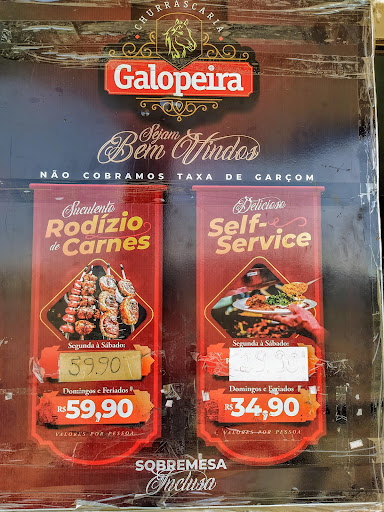 CHURRASCARIA
Galopeira
Sejam
Bem Vindos
NÃO COBRAMOS TAXA DE GARÇOM
Suculento
Rodízio
de Carnes
Segunda à Sábado:
59.90
Domingos e Feriados
R$ 59,90
VALORES POR PESSOA
Delicioso
Self-
Service
Segunda à Sábado:
Domingos e Feriados
R$ 34,90
VALORES POR PESSOA
SOBREMESA
Inclusa